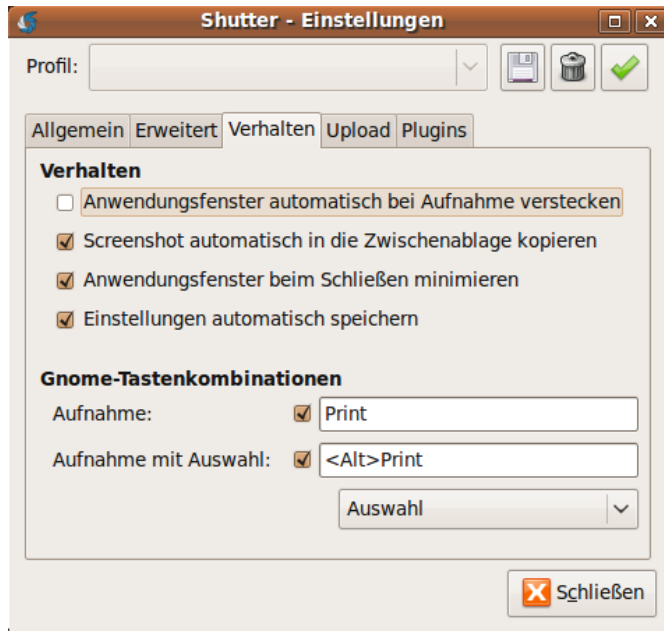 Shutter - Einstellungen
Profil:
Allgemein Erweitert Verhalten Upload Plugins
Verhalten
Anwendungsfenster automatisch bei Aufnahme verstecken
Screenshot automatisch in die Zwischenablage kopieren
Anwendungsfenster beim Schließen minimieren
Einstellungen automatisch speichern
Gnome-Tastenkombinationen
Aufnahme: Print
Aufnahme mit Auswahl: <Alt>Print
Auswahl
Schließen